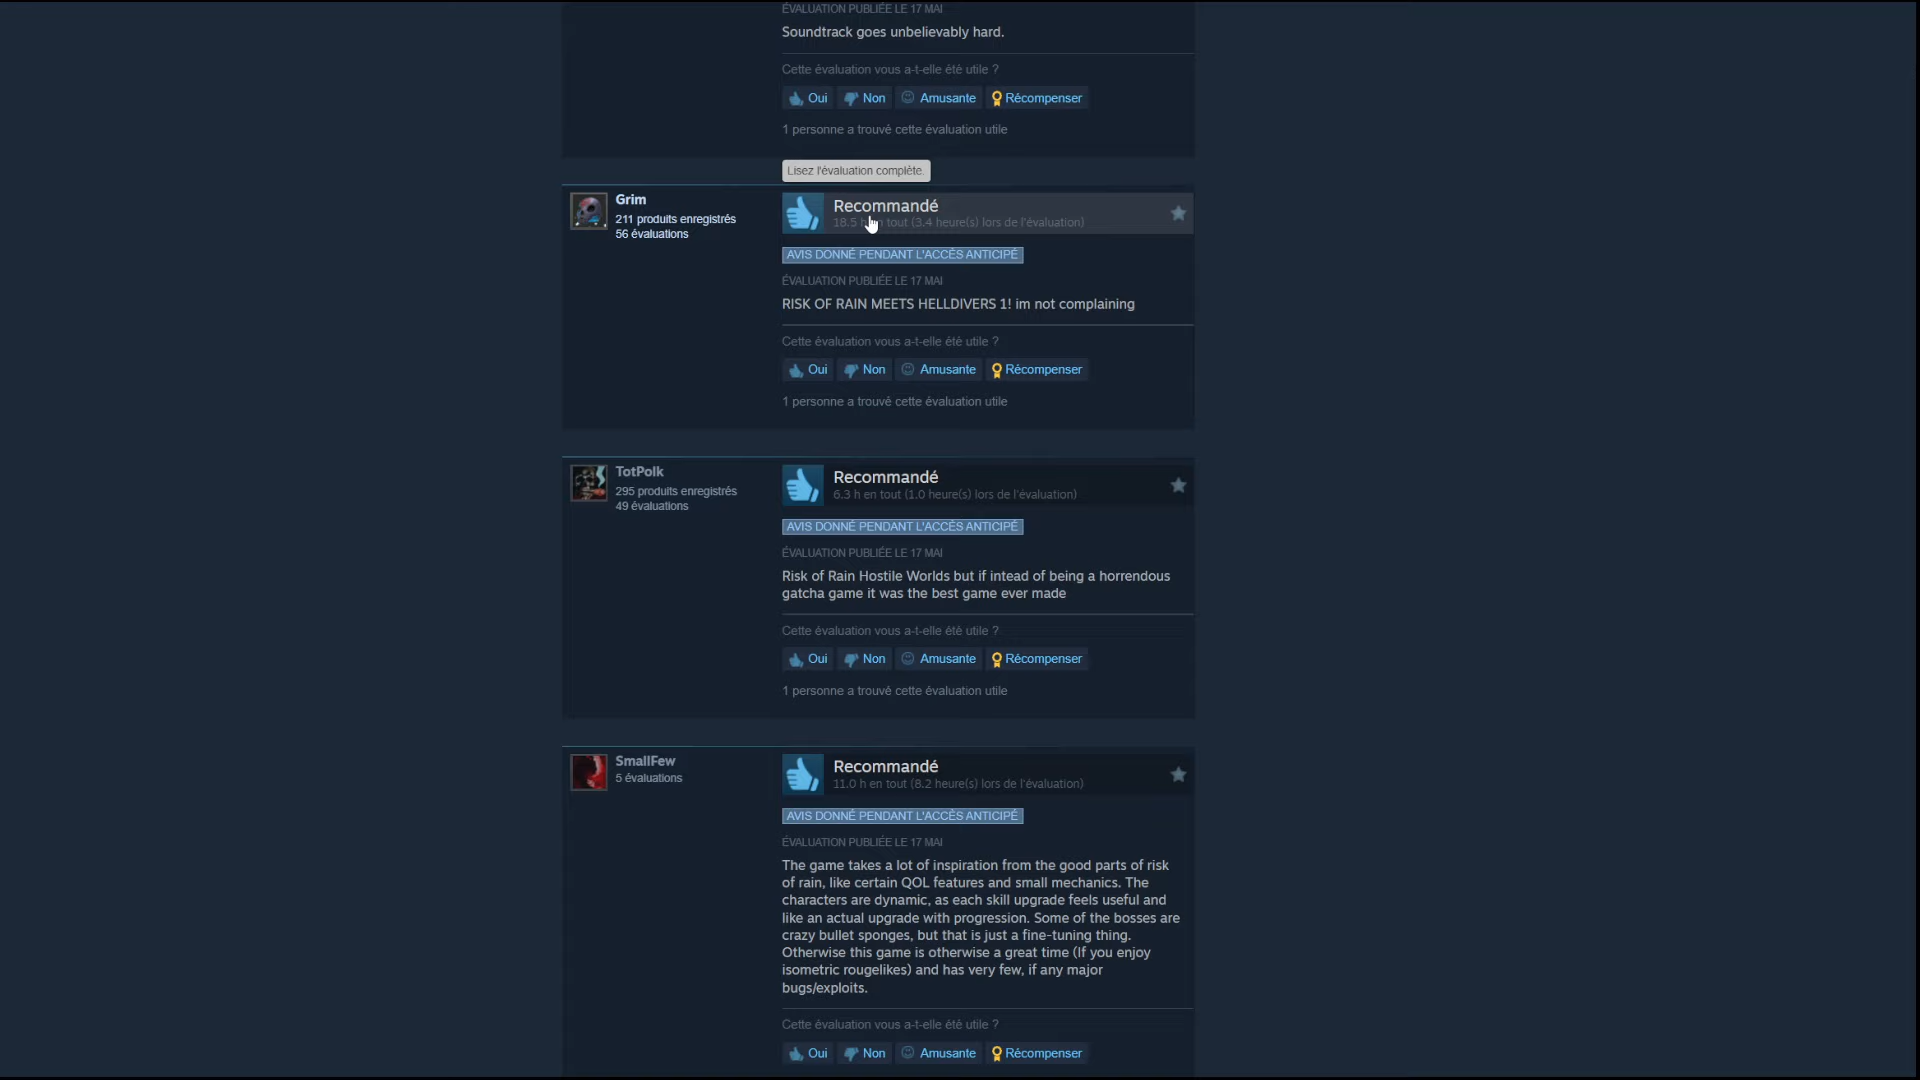 ÉVALUATION PUBLIÉE LE 17 MAI
Soundtrack goes unbelievably hard.
Cette évaluation vous a-t-elle été utile ?
Oui Non Amusante Récompenser
1 personne a trouvé cette évaluation utile
Lisez l'évaluation complète.
Grim
211 produits enregistrés
56 évaluations
Recommandé
18.5 h en tout (3.4 heure(s) lors de l'évaluation)
AVIS DONNÉ PENDANT L'ACCÈS ANTICIPÉ
ÉVALUATION PUBLIÉE LE 17 MAI
RISK OF RAIN MEETS HELLDIVERS 1! im not complaining
Cette évaluation vous a-t-elle été utile ?
Oui Non Amusante Récompenser
1 personne a trouvé cette évaluation utile
TotPolk
295 produits enregistrés
49 évaluations
Recommandé
6.3 h en tout (1.0 heure(s) lors de l'évaluation)
AVIS DONNÉ PENDANT L'ACCÈS ANTICIPÉ
ÉVALUATION PUBLIÉE LE 17 MAI
Risk of Rain Hostile Worlds but if intead of being a horrendous
gatcha game it was the best game ever made
Cette évaluation vous a-t-elle été utile ?
Oui Non Amusante Récompenser
1 personne a trouvé cette évaluation utile
SmallFew
5 évaluations
Recommandé
11.0 h en tout (8.2 heure(s) lors de l'évaluation)
AVIS DONNÉ PENDANT L'ACCÈS ANTICIPÉ
ÉVALUATION PUBLIÉE LE 17 MAI
The game takes a lot of inspiration from the good parts of risk
of rain, like certain QOL features and small mechanics. The
characters are dynamic, as each skill upgrade feels useful and
like an actual upgrade with progression. Some of the bosses are
crazy bullet sponges, but that is just a fine-tuning thing.
Otherwise this game is otherwise a great time (If you enjoy
isometric rougelikes) and has very few, if any major
bugs/exploits.
Cette évaluation vous a-t-elle été utile ?
Oui Non Amusante Récompenser